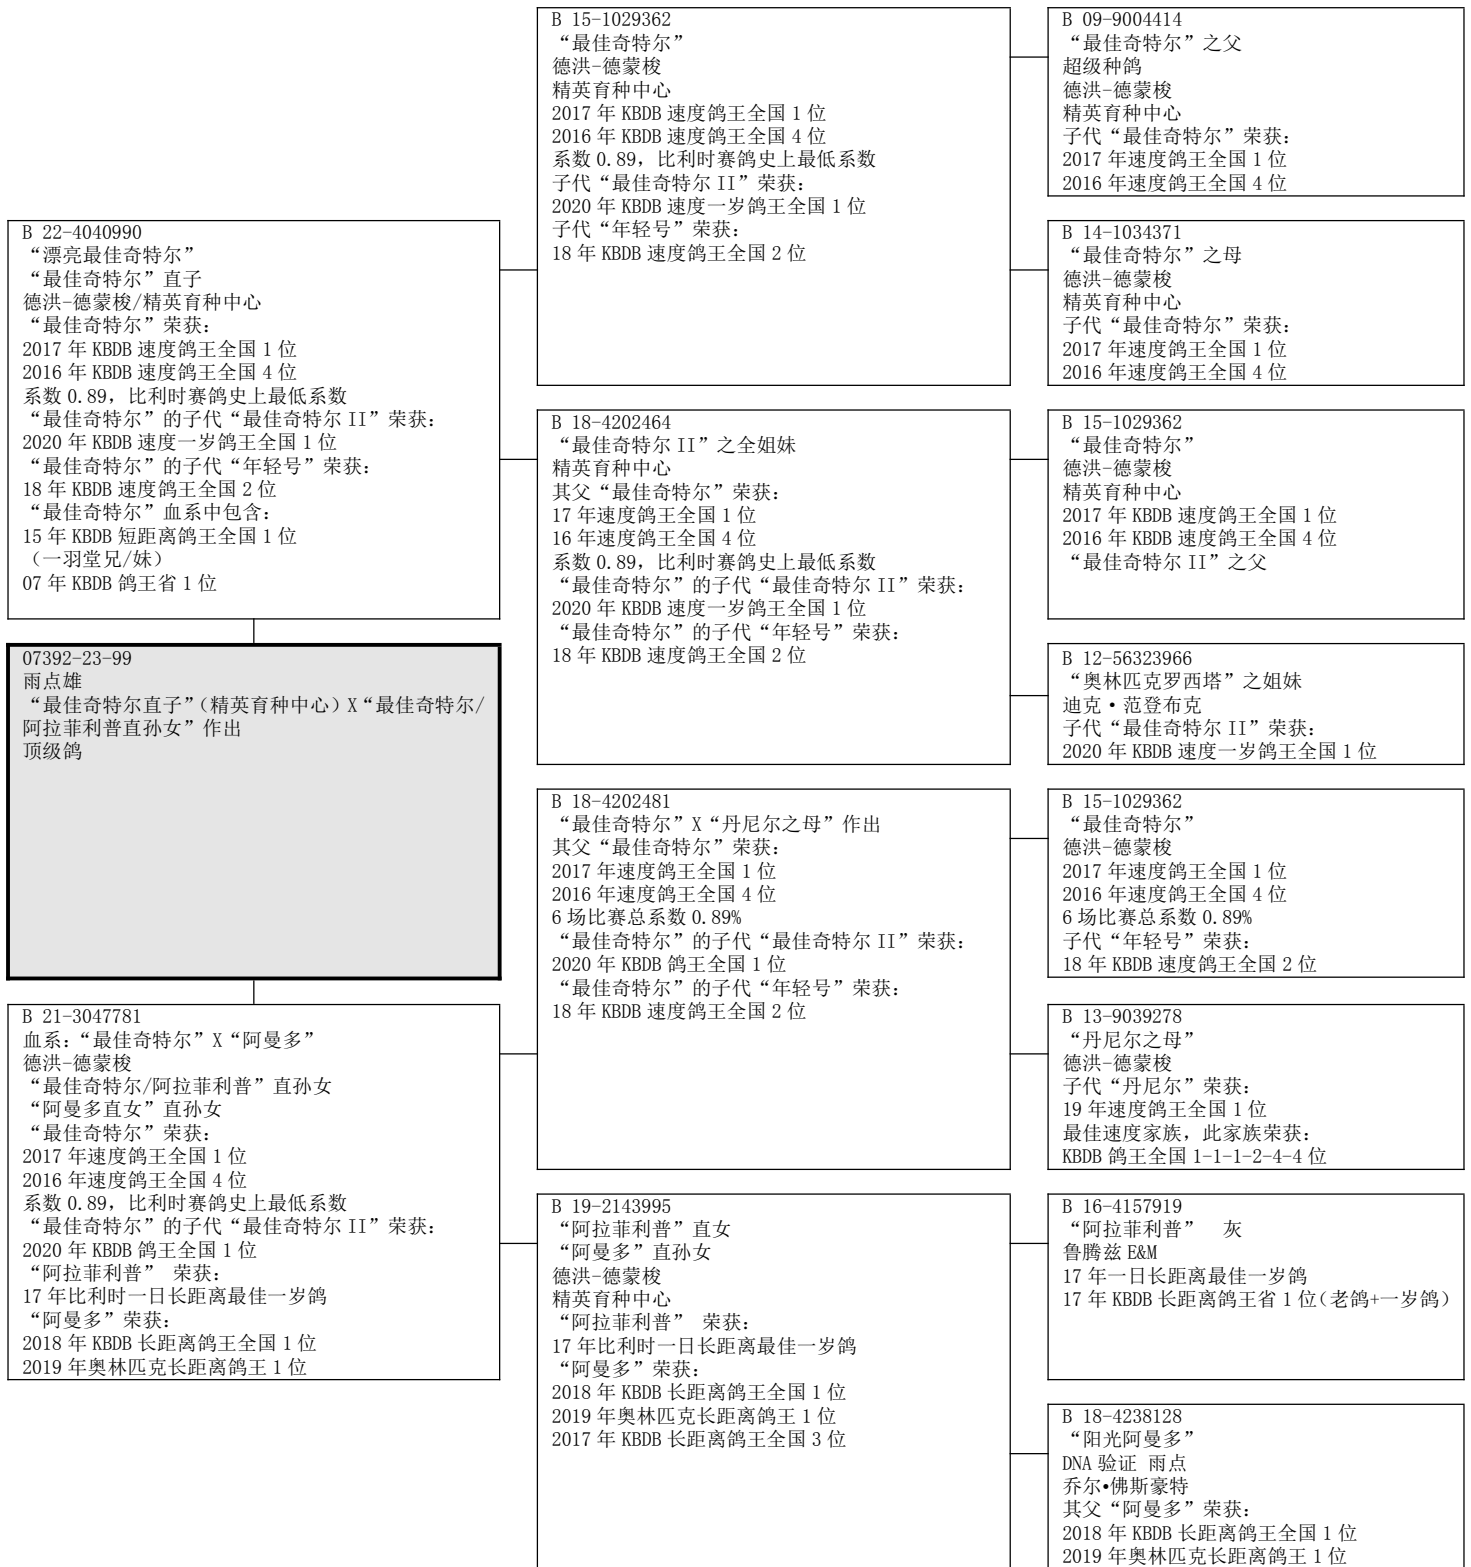 B 22-4040990
“漂亮最佳奇特尔”
“最佳奇特尔”直子
德洪-德蒙梭/精英育种中心
“最佳奇特尔”荣获：
2017 年 KBDB 速度鸽王全国 1 位
2016 年 KBDB 速度鸽王全国 4 位
系数 0.89，比利时赛鸽史上最低系数
“最佳奇特尔”的子代“最佳奇特尔 II”荣获：
2020 年 KBDB 速度一岁鸽王全国 1 位
“最佳奇特尔”的子代“年轻号”荣获：
18 年 KBDB 速度鸽王全国 2 位
“最佳奇特尔”血系中包含：
15 年 KBDB 短距离鸽王全国 1 位
（一羽堂兄/妹）
07 年 KBDB 鸽王省 1 位
07392-23-99
雨点雄
“最佳奇特尔直子”（精英育种中心）X“最佳奇特尔/
阿拉菲利普直孙女”作出
顶级鸽
B 21-3047781
血系：“最佳奇特尔”X“阿曼多”
德洪-德蒙梭
“最佳奇特尔/阿拉菲利普”直孙女
“阿曼多直女”直孙女
“最佳奇特尔”荣获：
2017 年速度鸽王全国 1 位
2016 年速度鸽王全国 4 位
系数 0.89，比利时赛鸽史上最低系数
“最佳奇特尔”的子代“最佳奇特尔 II”荣获：
2020 年 KBDB 鸽王全国 1 位
“阿拉菲利普” 荣获：
17 年比利时一日长距离最佳一岁鸽
“阿曼多”荣获：
2018 年 KBDB 长距离鸽王全国 1 位
2019 年奥林匹克长距离鸽王 1 位
B 15-1029362
“最佳奇特尔”
德洪-德蒙梭
精英育种中心
2017 年 KBDB 速度鸽王全国 1 位
2016 年 KBDB 速度鸽王全国 4 位
系数 0.89，比利时赛鸽史上最低系数
子代“最佳奇特尔 II”荣获：
2020 年 KBDB 速度一岁鸽王全国 1 位
子代“年轻号”荣获：
18 年 KBDB 速度鸽王全国 2 位
B 18-4202464
“最佳奇特尔 II”之全姐妹
精英育种中心
其父“最佳奇特尔”荣获：
17 年速度鸽王全国 1 位
16 年速度鸽王全国 4 位
系数 0.89，比利时赛鸽史上最低系数
“最佳奇特尔”的子代“最佳奇特尔 II”荣获：
2020 年 KBDB 速度一岁鸽王全国 1 位
“最佳奇特尔”的子代“年轻号”荣获：
18 年 KBDB 速度鸽王全国 2 位
B 18-4202481
“最佳奇特尔”X“丹尼尔之母”作出
其父“最佳奇特尔”荣获：
2017 年速度鸽王全国 1 位
2016 年速度鸽王全国 4 位
6 场比赛总系数 0.89%
“最佳奇特尔”的子代“最佳奇特尔 II”荣获：
2020 年 KBDB 鸽王全国 1 位
“最佳奇特尔”的子代“年轻号”荣获：
18 年 KBDB 速度鸽王全国 2 位
B 19-2143995
“阿拉菲利普”直女
“阿曼多”直孙女
德洪-德蒙梭
精英育种中心
“阿拉菲利普” 荣获：
17 年比利时一日长距离最佳一岁鸽
“阿曼多”荣获：
2018 年 KBDB 长距离鸽王全国 1 位
2019 年奥林匹克长距离鸽王 1 位
2017 年 KBDB 长距离鸽王全国 3 位
B 09-9004414
“最佳奇特尔”之父
超级种鸽
德洪-德蒙梭
精英育种中心
子代“最佳奇特尔”荣获：
2017 年速度鸽王全国 1 位
2016 年速度鸽王全国 4 位
B 14-1034371
“最佳奇特尔”之母
德洪-德蒙梭
精英育种中心
子代“最佳奇特尔”荣获：
2017 年速度鸽王全国 1 位
2016 年速度鸽王全国 4 位
B 15-1029362
“最佳奇特尔”
德洪-德蒙梭
精英育种中心
2017 年 KBDB 速度鸽王全国 1 位
2016 年 KBDB 速度鸽王全国 4 位
“最佳奇特尔 II”之父
B 12-56323966
“奥林匹克罗西塔”之姐妹
迪克·范登布克
子代“最佳奇特尔 II”荣获：
2020 年 KBDB 速度一岁鸽王全国 1 位
B 15-1029362
“最佳奇特尔”
德洪-德蒙梭
2017 年速度鸽王全国 1 位
2016 年速度鸽王全国 4 位
6 场比赛总系数 0.89%
子代“年轻号”荣获：
18 年 KBDB 速度鸽王全国 2 位
B 13-9039278
“丹尼尔之母”
德洪-德蒙梭
子代“丹尼尔”荣获：
19 年速度鸽王全国 1 位
最佳速度家族，此家族荣获：
KBDB 鸽王全国 1-1-1-2-4-4 位
B 16-4157919
“阿拉菲利普” 灰
鲁腾兹 E&M
17 年一日长距离最佳一岁鸽
17 年 KBDB 长距离鸽王省 1 位（老鸽+一岁鸽）
B 18-4238128
“阳光阿曼多”
DNA 验证 雨点
乔尔•佛斯豪特
其父“阿曼多”荣获：
2018 年 KBDB 长距离鸽王全国 1 位
2019 年奥林匹克长距离鸽王 1 位